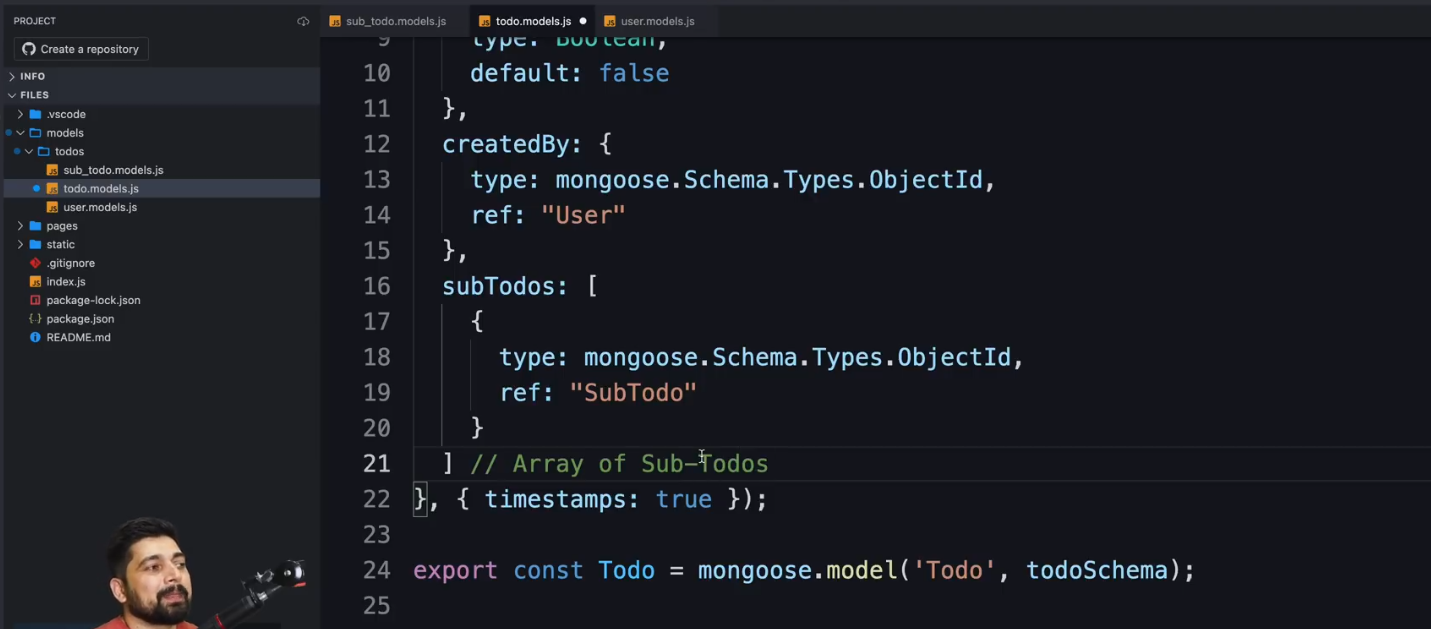 PROJECT
Create a repository
INFO
FILES
.vscode
models
todos
sub_todo.models.js
todo.models.js
user.models.js
pages
static
.gitignore
index.js
package-lock.json
package.json
README.md
sub_todo.models.js
todo.models.js
user.models.js
9 type: Boolean,
10 default: false
11 },
12 createdBy: {
13 type: mongoose.Schema.Types.ObjectId,
14 ref: "User"
15 },
16 subTodos: [
17 {
18 type: mongoose.Schema.Types.ObjectId,
19 ref: "SubTodo"
20 }
21 ] // Array of Sub-Todos
22 }, { timestamps: true });
23
24 export const Todo = mongoose.model('Todo', todoSchema);
25